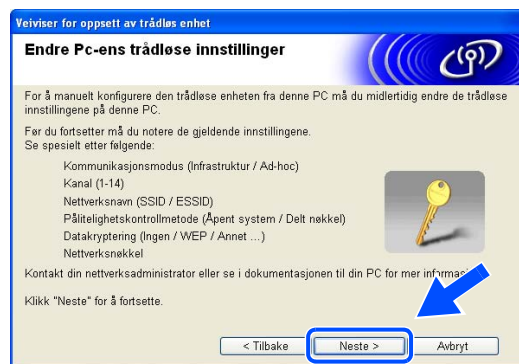 Veiviser for oppsett av trådløs enhet
Endre Pc-ens trådløse innstillinger
For å manuelt konfigurere den trådløse enheten fra denne PC må du midlertidig endre de trådløse
innstillingene på denne PC.
Før du fortsetter må du notere de gjeldende innstillingene.
Se spesielt etter følgende:
Kommunikasjonsmodus (Infrastruktur / Ad-hoc)
Kanal (1-14)
Nettverksnavn (SSID / ESSID)
Pålitelighetskontrollmetode (Åpent system / Delt nøkkel)
Datakryptering (Ingen / WEP / Annet ...)
Nettverksnøkkel
Kontakt din nettverksadministrator eller se i dokumentasjonen til din PC for mer
Klikk "Neste" for å fortsette.
< Tilbake Neste > Avbryt